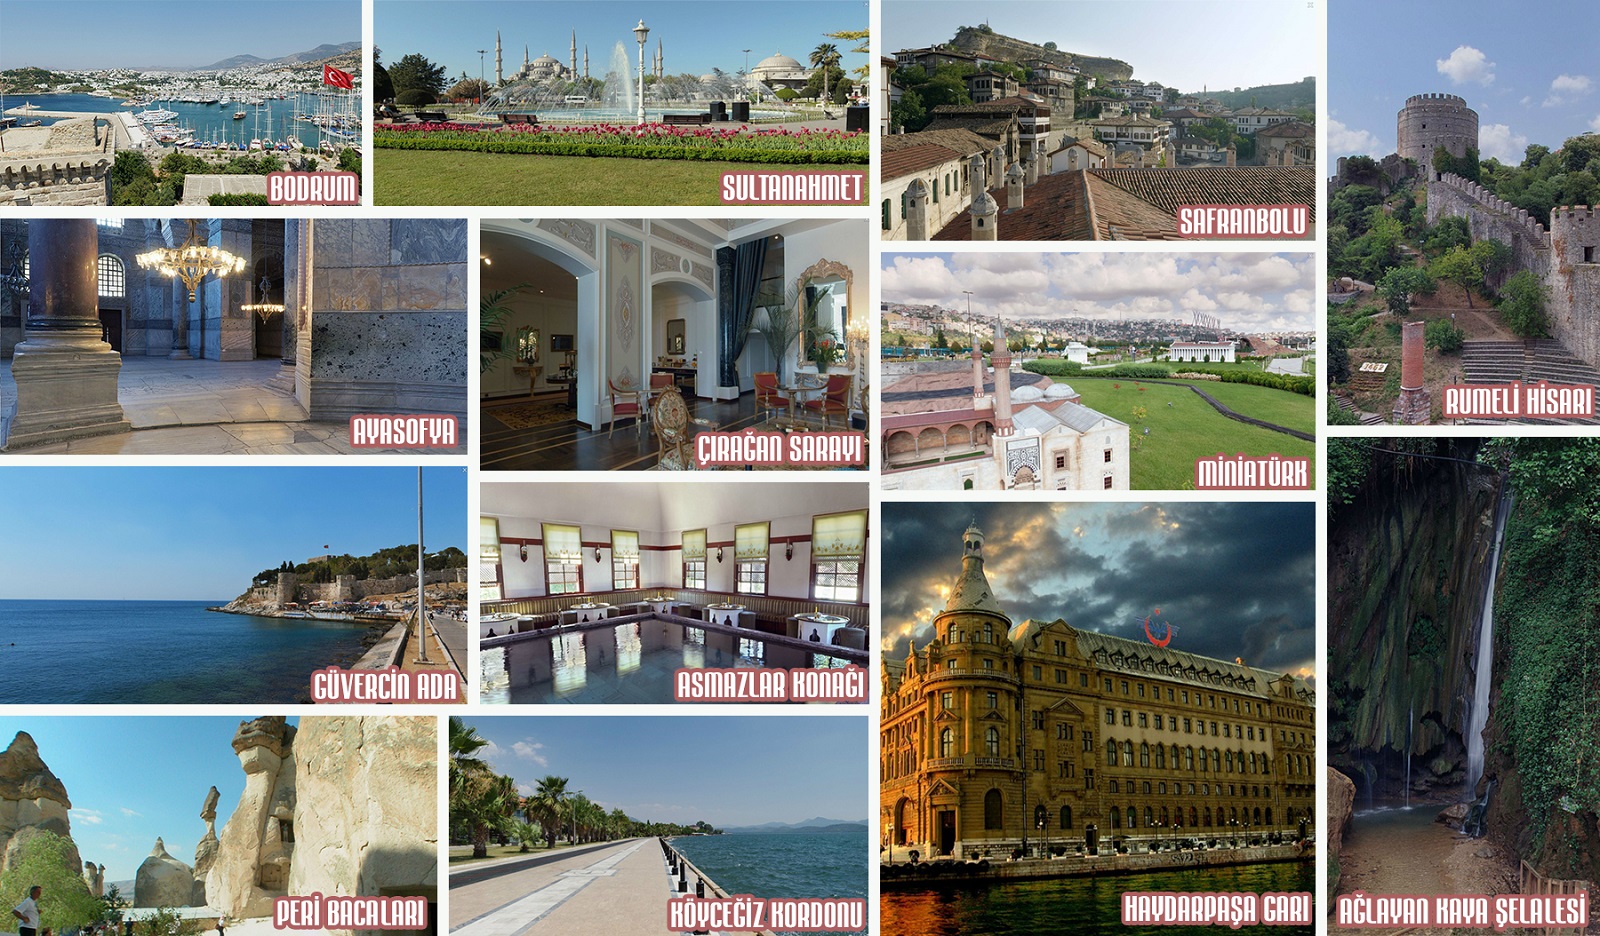 BODRUM
SULTANAHMET
SAFRANBOLU
RUMELİ HİSARI
AYASOFYA
ÇIRAĞAN SARAYI
MİNİATÜRK
GÜVERCİN ADA
ASMAZLAR KONAĞI
PERİ BACALARI
KÖYCEĞİZ KORDONU
HAYDARPAŞA GARI
AĞLAYAN KAYA ŞELALESİ